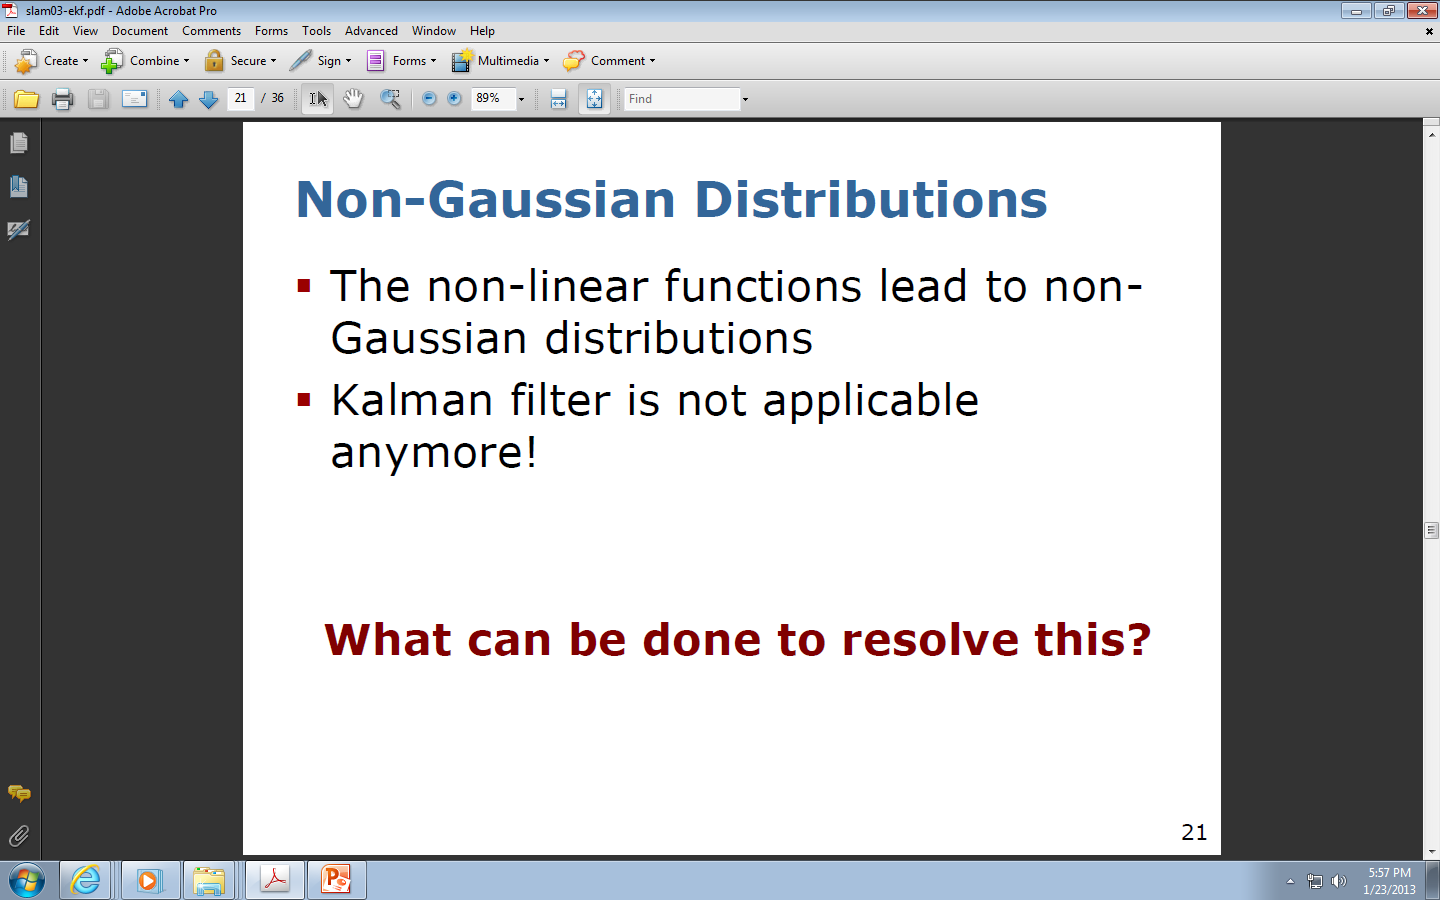 slam03-ekf.pdf - Adobe Acrobat Pro
File Edit View Document Comments Forms Tools Advanced Window Help
Create Combine Secure Sign Forms Multimedia Comment
21 / 36 89% Find
Non-Gaussian Distributions
The non-linear functions lead to non-
Gaussian distributions
Kalman filter is not applicable
anymore!
What can be done to resolve this?
21
5:57 PM
1/23/2013